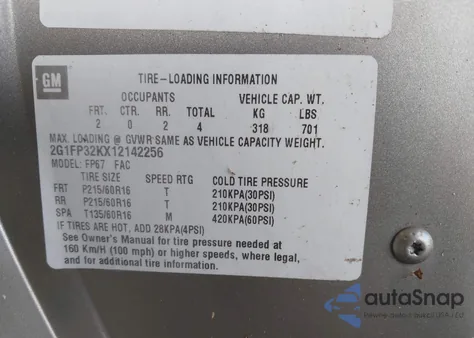 GM
TIRE-LOADING INFORMATION
OCCUPANTS VEHICLE CAP. WT.
FRT. CTR. RR. TOTAL KG LBS.
2 0 2 4 318 701
MAX. LOADING @ GVWR SAME AS VEHICLE CAPACITY WEIGHT.
2G1FP32KX12142256
MODEL: FP67 FAC
TIRE SIZE SPEED RTG COLD TIRE PRESSURE
FRT P215/60R16 T 210KPA(30PSI)
RR P215/60R16 T 210KPA(30PSI)
SPA T135/60R16 M 420KPA(60PSI)
IF TIRES ARE HOT, ADD 28KPA(4PSI)
See Owner's Manual for tire pressure needed at
160 Km/H (100 mph) or higher speeds, where legal,
and for additional tire information.
autaSnap